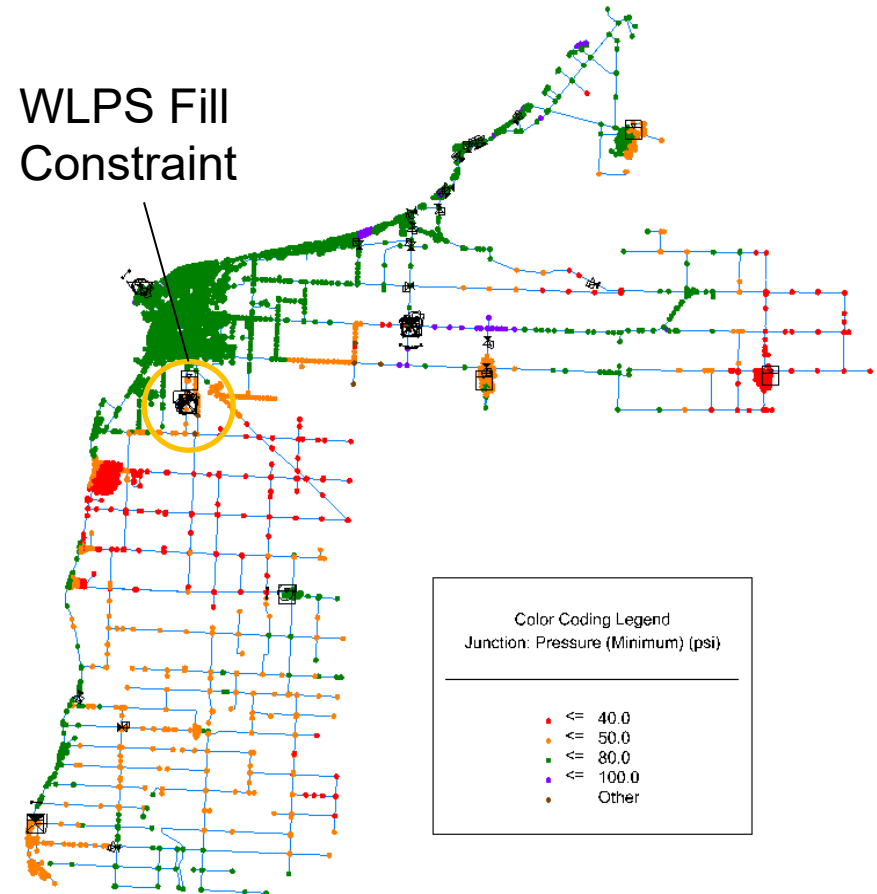 WLPS Fill
Constraint
Color Coding Legend
Junction: Pressure (Minimum) (psi)
<= 40.0
<= 50.0
<= 80.0
<= 100.0
Other